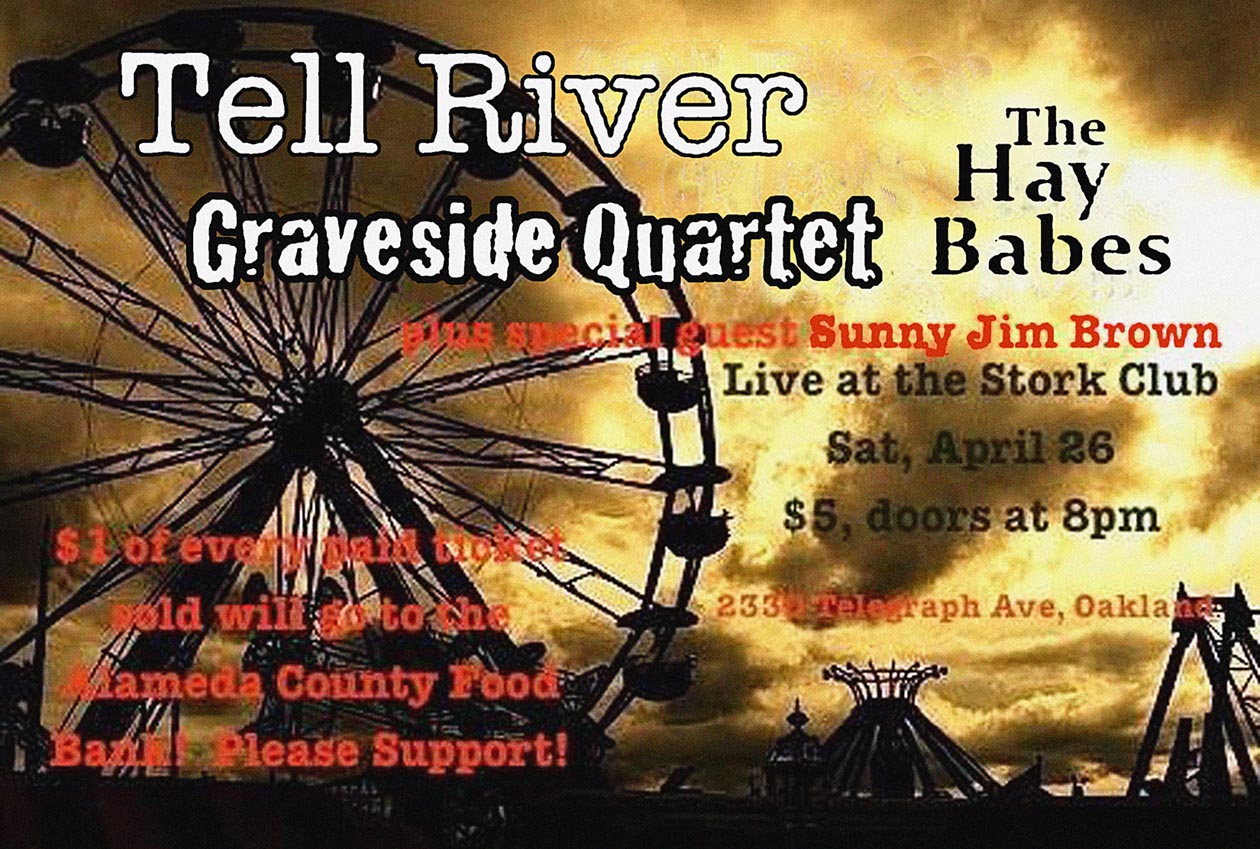 Tell River
Graveside Quartet
The
Hay
Babes
plus special guest Sunny Jim Brown
Live at the Stork Club
Sat, April 26
$5, doors at 8pm
2330 Telegraph Ave, Oakland
$1 of every paid ticket
sold will go to the
Alameda County Food
Bank! Please Support!